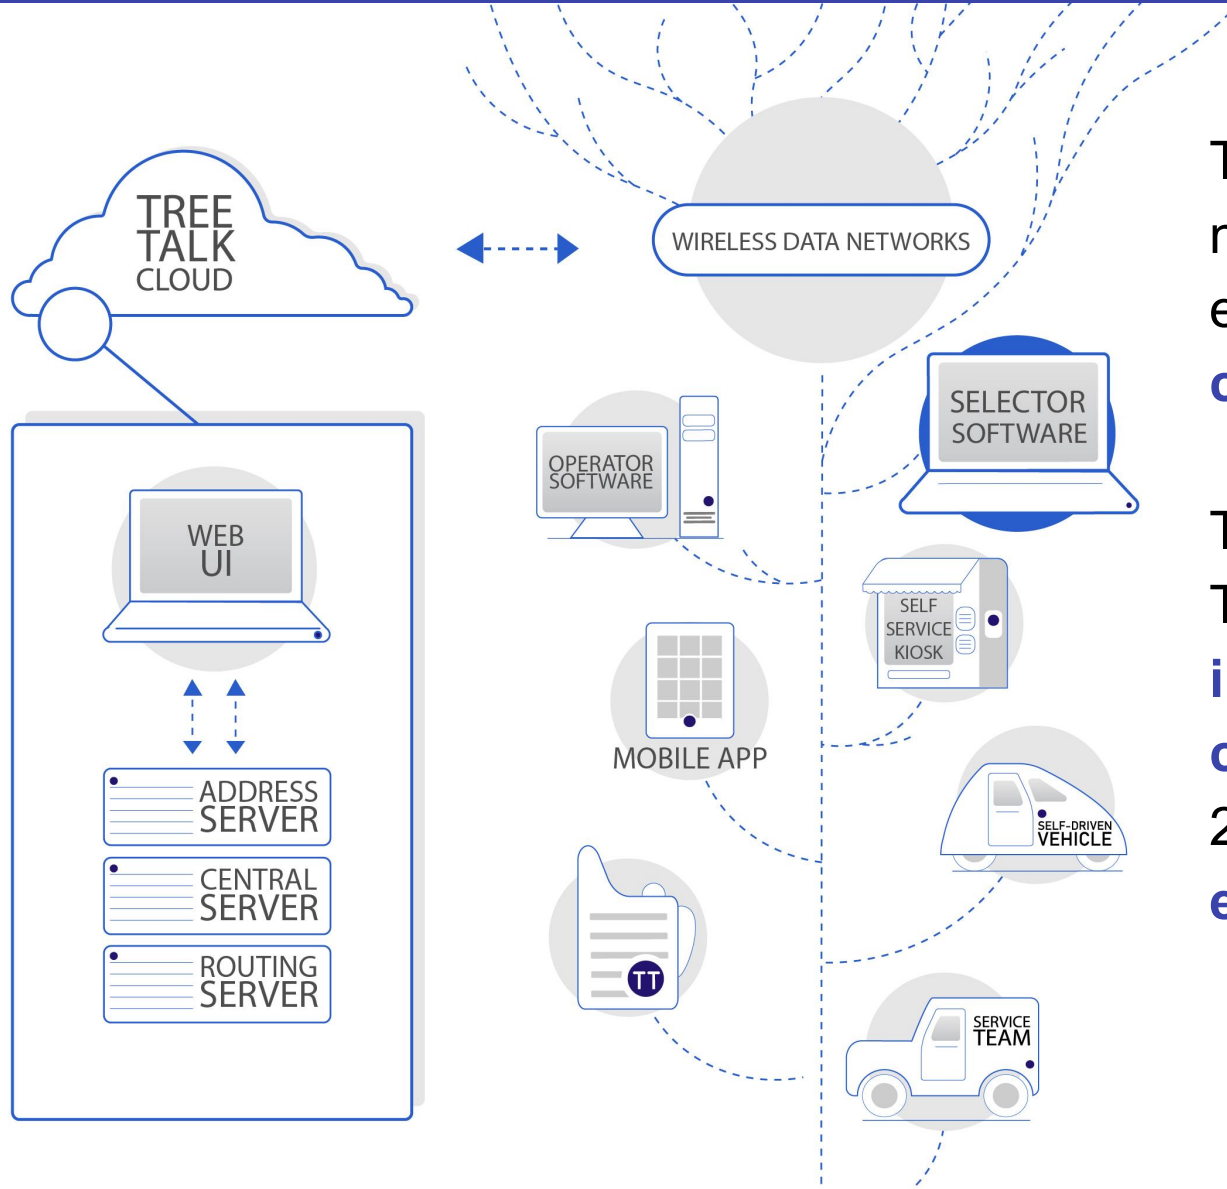 TREE
TALK
CLOUD
WIRELESS DATA NETWORKS
SELECTOR
SOFTWARE
OPERATOR
SOFTWARE
WEB
UI
SELF
SERVICE
KIOSK
MOBILE APP
ADDRESS
SERVER
SELF-DRIVEN
VEHICLE
CENTRAL
SERVER
ROUTING
SERVER
TT
SERVICE
TEAM